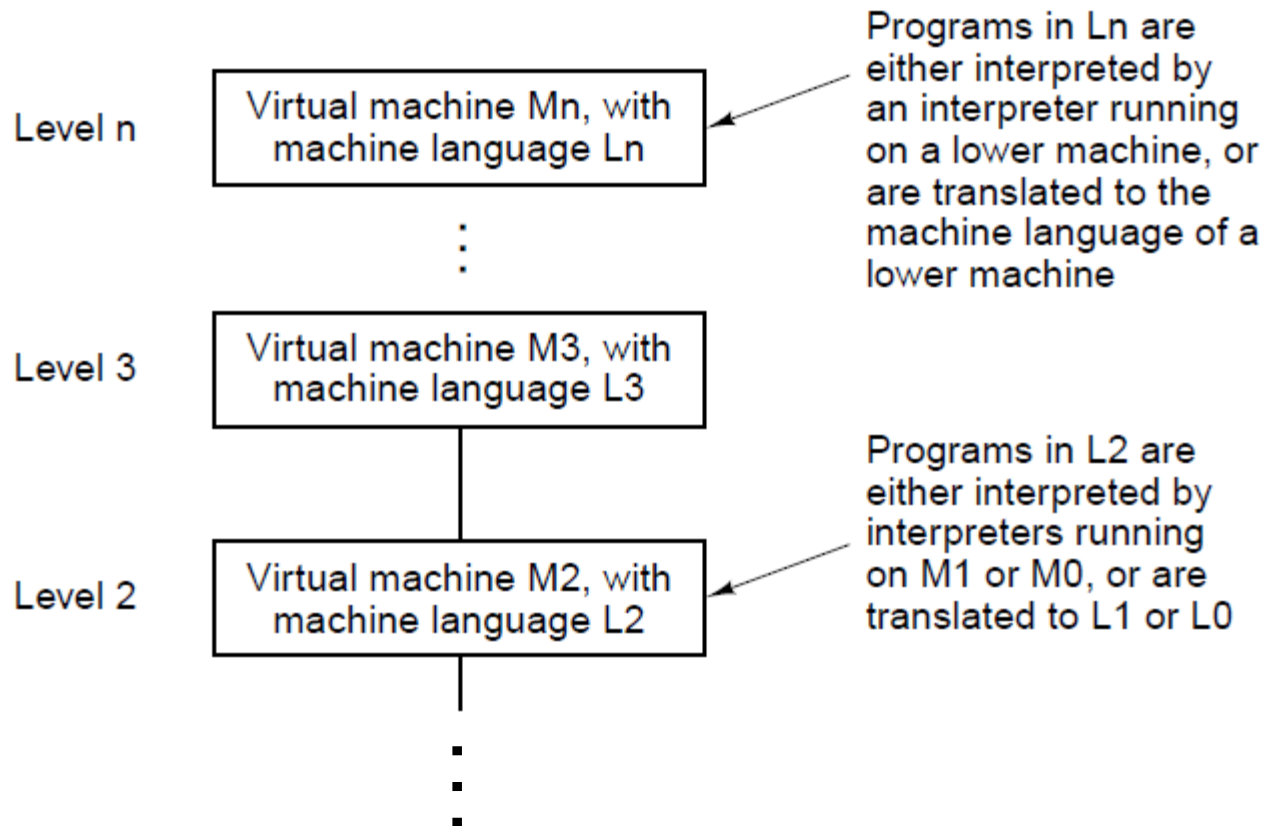 Programs in Ln are
either interpreted by
an interpreter running
on a lower machine, or
are translated to the
machine language of a
lower machine
Level n
Virtual machine Mn, with
machine language Ln
Level 3
Virtual machine M3, with
machine language L3
Programs in L2 are
either interpreted by
interpreters running
on M1 or M0, or are
translated to L1 or L0
Level 2
Virtual machine M2, with
machine language L2